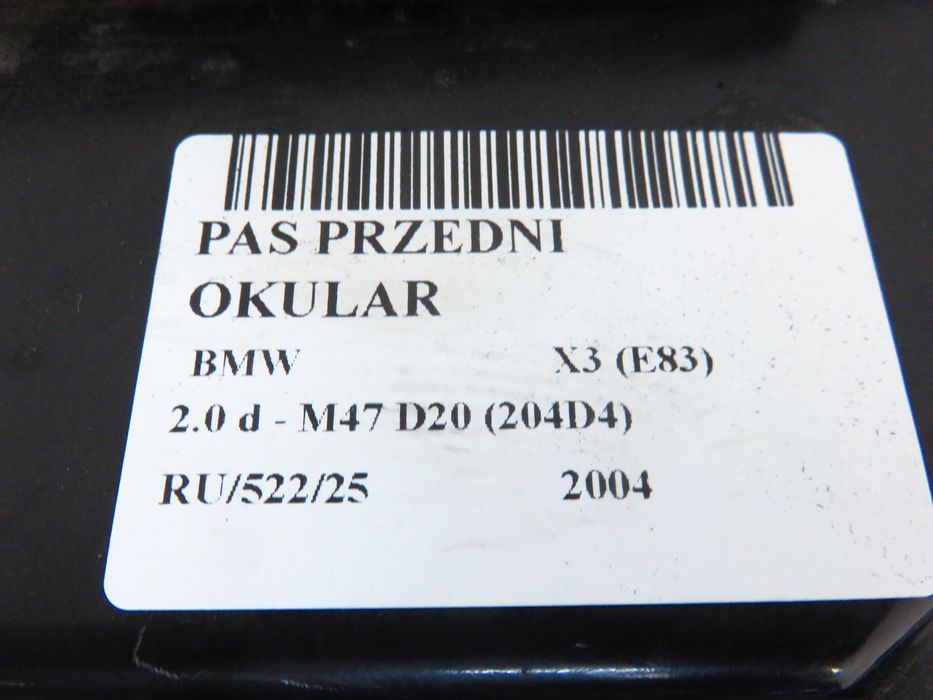 PAS PRZEDNI
OKULAR
BMW X3 (E83)
2.0 d - M47 D20 (204D4)
RU/522/25 2004